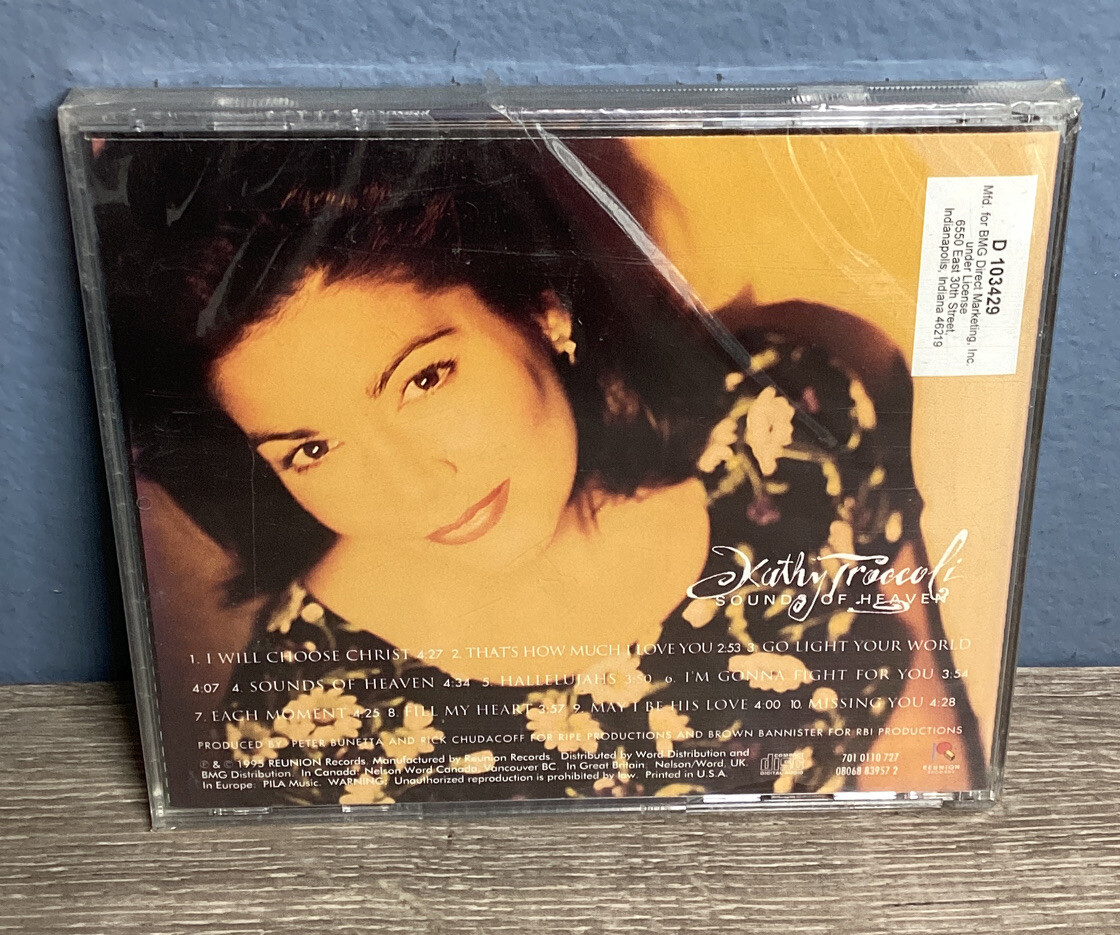 D 103429
Mfd. for BMG Direct Marketing, Inc.
under License
6550 East 30th Street,
Indianapolis, Indiana 46219
Kathy Troccoli
SOUNDS OF HEAVEN
1. I WILL CHOOSE CHRIST 4:27 2. THAT'S HOW MUCH I LOVE YOU 2:53 3. GO LIGHT YOUR WORLD
4:07 4. SOUNDS OF HEAVEN 4:34 5. HALLELUJAHS 3:50 6. I'M GONNA FIGHT FOR YOU 3:54
7. EACH MOMENT 4:25 8. FILL MY HEART 3:57 9. MAY I BE HIS LOVE 4:00 10. MISSING YOU 4:28
PRODUCED BY PETER BUNETTA AND RICK CHUDACOFF FOR RIPE PRODUCTIONS AND BROWN BANNISTER FOR RBI PRODUCTIONS
℗ & © 1995 REUNION Records. Manufactured by Reunion Records. Distributed by Word Distribution and
BMG Distribution. In Canada: Nelson Word Canada, Vancouver BC. In Great Britain: Nelson/Word, UK.
In Europe: PILA Music. WARNING: Unauthorized reproduction is prohibited by law. Printed in U.S.A.
COMPACT
disc
DIGITAL AUDIO
701 0110 727
08068 83957 2
REUNION